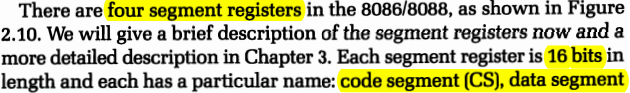 There are four segment registers in the 8086/8088, as shown in Figure
2.10. We will give a brief description of the segment registers now and a
more detailed description in Chapter 3. Each segment register is 16 bits in
length and each has a particular name: code segment (CS), data segment